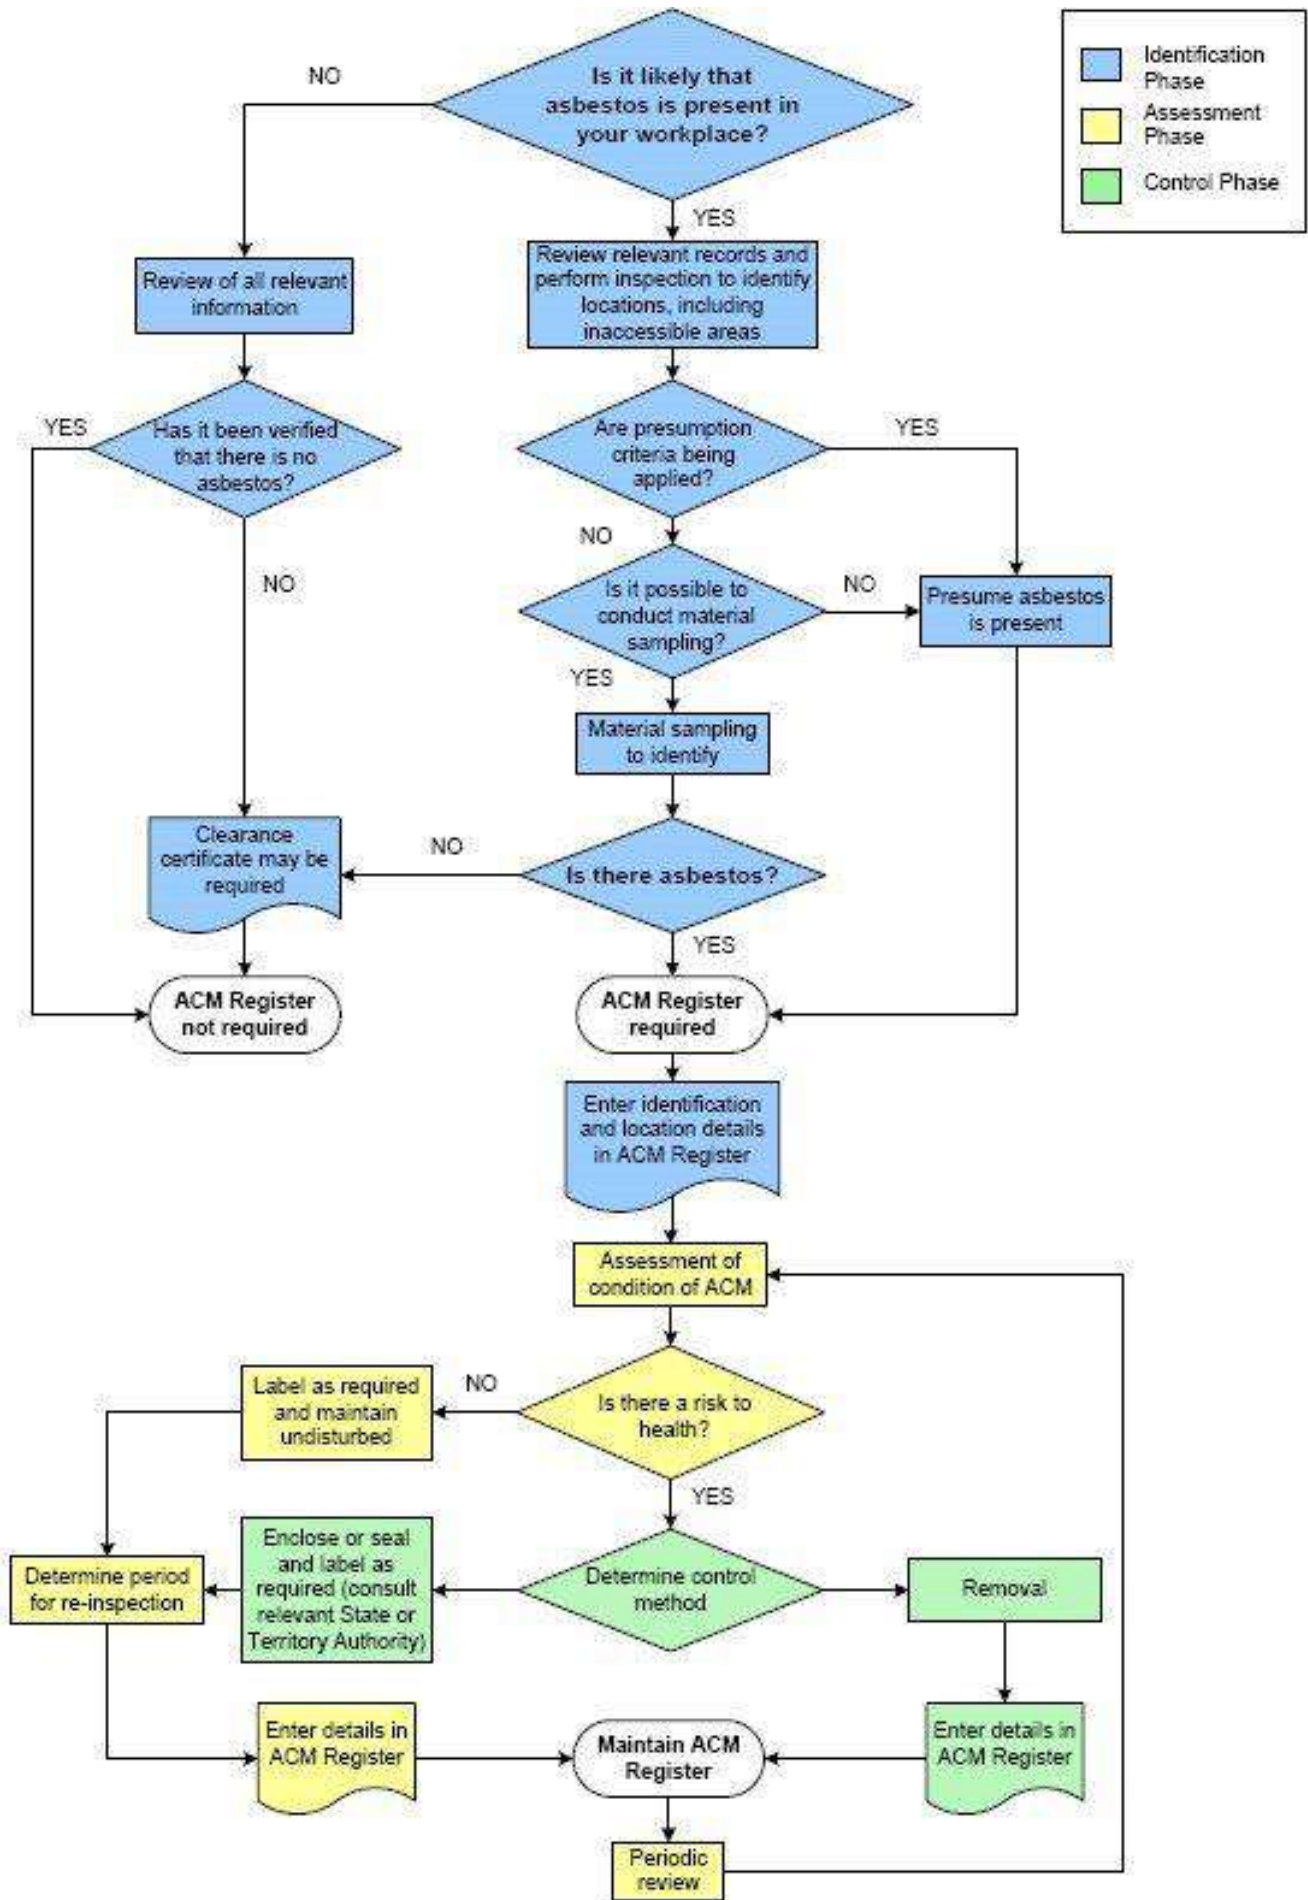 Is it likely that
asbestos is present in
your workplace?
NO
YES
Identification
Phase
Assessment
Phase
Control Phase
Review of all relevant
information
Review relevant records and
perform inspection to identify
locations, including
inaccessible areas
YES
Has it been verified
that there is no
asbestos?
NO
Are presumption
criteria being
applied?
YES
NO
Is it possible to
conduct material
sampling?
NO
Presume asbestos
is present
YES
Material sampling
to identify
Clearance
certificate may be
required
NO
Is there asbestos?
YES
ACM Register
not required
ACM Register
required
Enter identification
and location details
in ACM Register
Assessment of
condition of ACM
Label as required
and maintain
undisturbed
NO
Is there a risk to
health?
YES
Determine period
for re-inspection
Enclose or seal
and label as
required (consult
relevant State or
Territory Authority)
Determine control
method
Removal
Enter details in
ACM Register
Maintain ACM
Register
Enter details in
ACM Register
Periodic
review